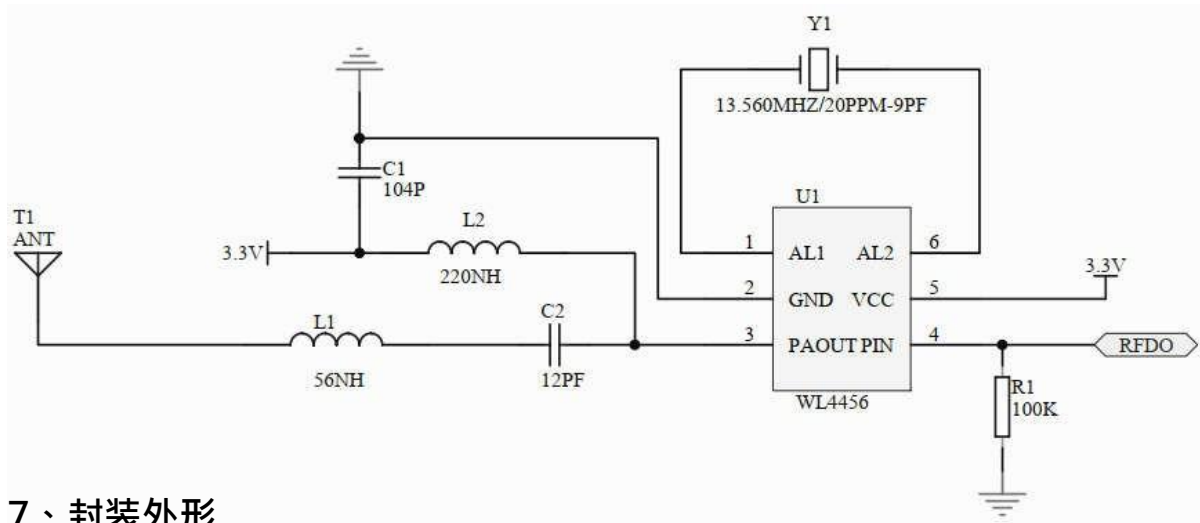 Y1
13.560MHZ/20PPM-9PF
C1
104P
U1
T1
ANT
L2
3.3V
1
AL1
AL2
6
220NH
3.3V
2
GND
VCC
5
L1
C2
3
PAOUT
PIN
4
RFDO
56NH
12PF
WL4456
R1
100K
7、封装外形